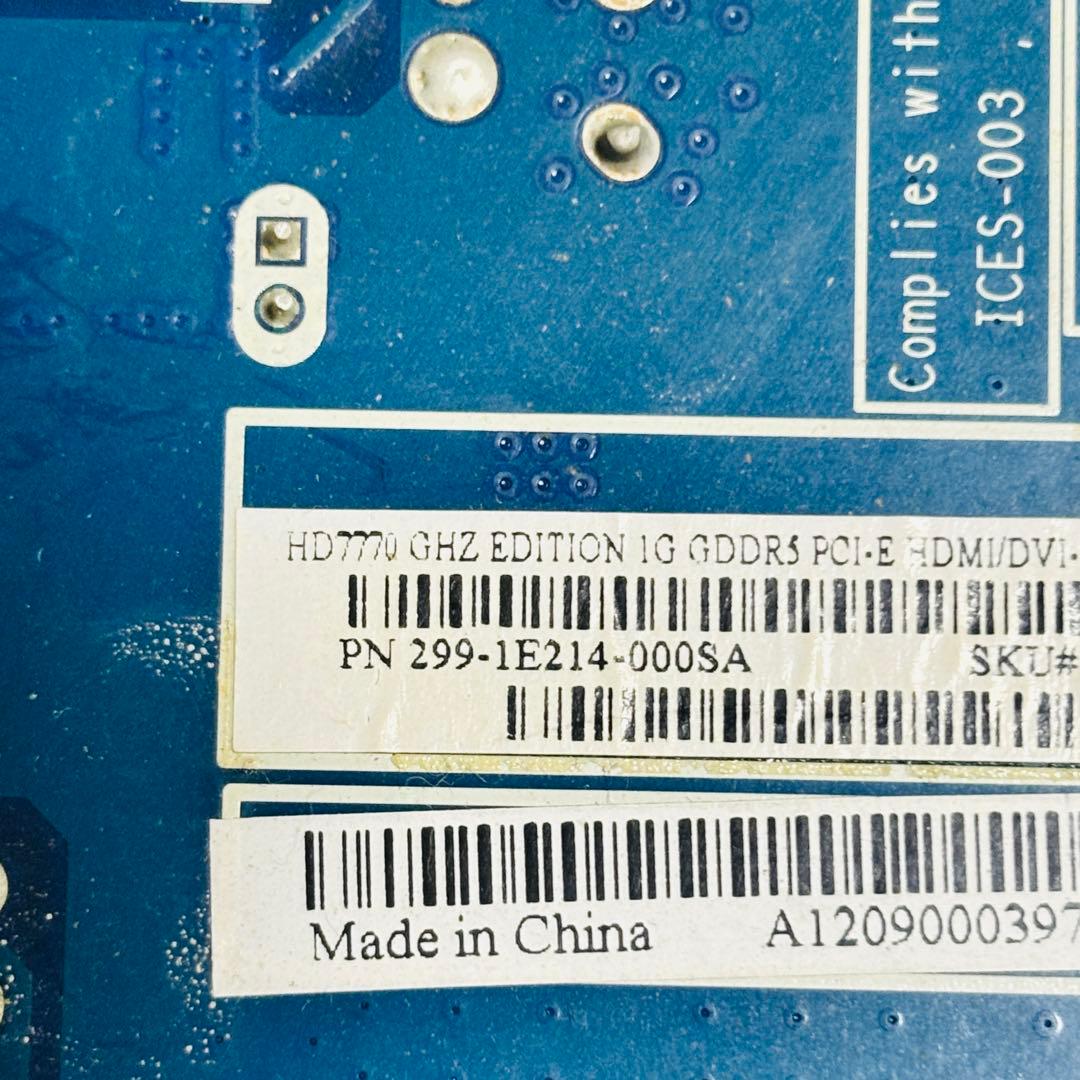 Complies with
ICES-003 ,
HD7770 GHZ EDITION 1G GDDR5 PCI-E HDMI/DVI-
PN 299-1E214-000SA SKU#
Made in China A1209000397